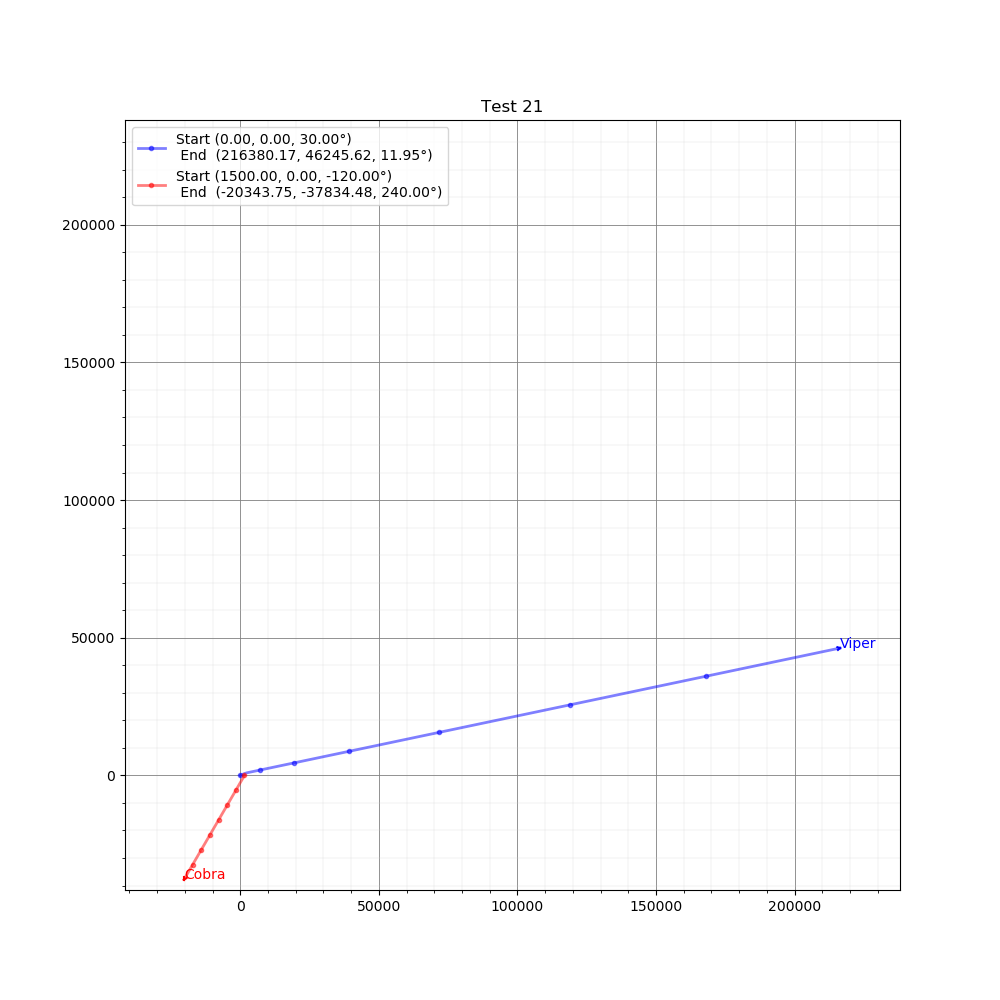 Test 21
Start (0.00, 0.00, 30.00°)
End  (216380.17, 46245.62, 11.95°)
Start (1500.00, 0.00, -120.00°)
End  (-20343.75, -37834.48, 240.00°)
200000
150000
100000
50000
0
Viper
Cobra
0
50000
100000
150000
200000